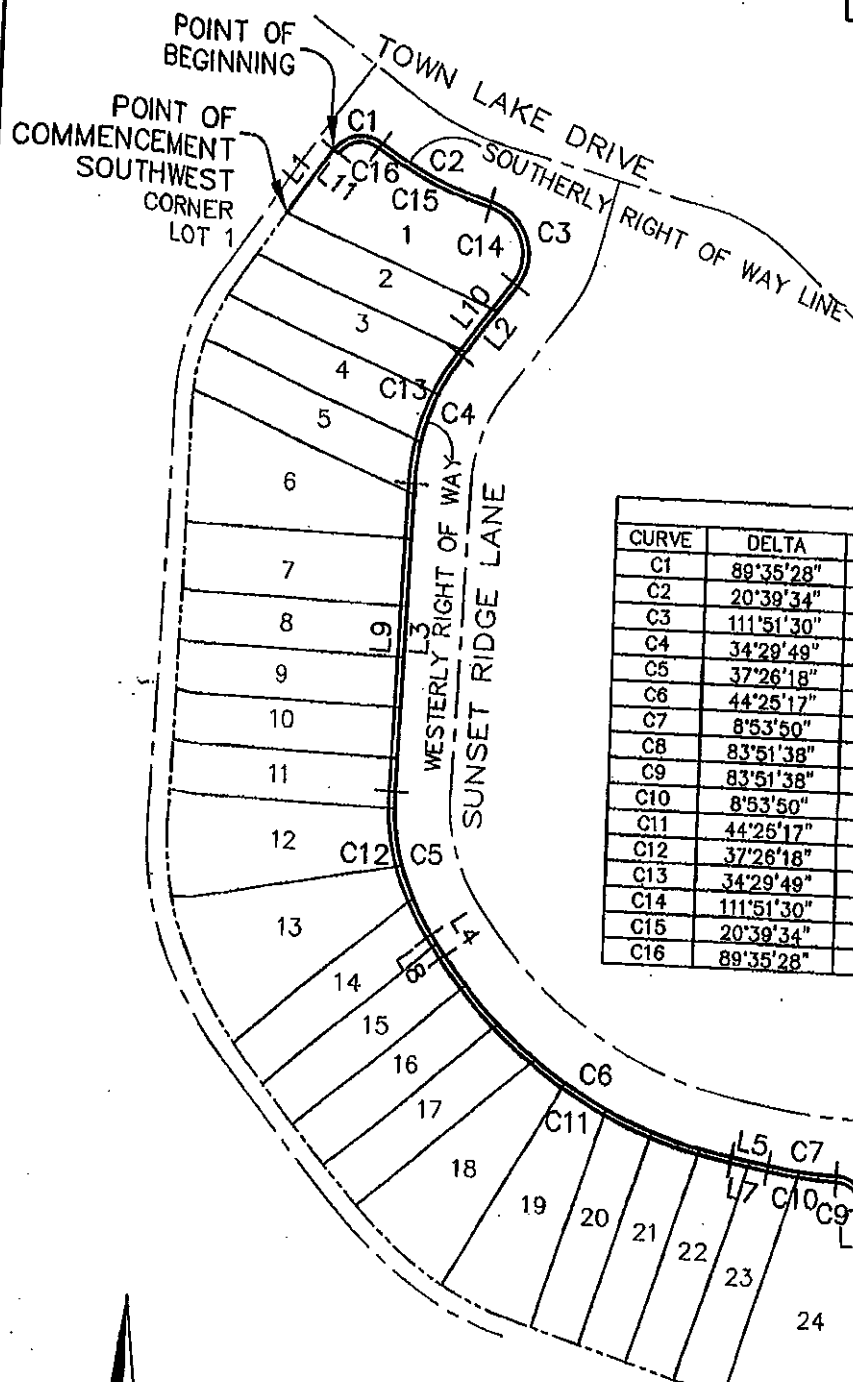 POINT OF
BEGINNING
TOWN LAKE DRIVE
POINT OF
COMMENCEMENT
SOUTHWEST
CORNER
LOT 1
C1
C2
SOUTHERLY RIGHT OF WAY LINE
L1
L11
C16
C15
1
C14
C3
2
L10
L2
3
4
C13
C4
5
6
WESTERLY RIGHT OF WAY
SUNSET RIDGE LANE
7
8
L9
L3
9
10
11
12
C12
C5
13
L4
14
L8
15
16
17
C6
C11
18
19
20
21
22
23
24
L5
C7
L7
C10
C9
L
CURVE DELTA
C1 89°35'28"
C2 20°39'34"
C3 111°51'30"
C4 34°29'49"
C5 37°26'18"
C6 44°25'17"
C7 8°53'50"
C8 83°51'38"
C9 83°51'38"
C10 8°53'50"
C11 44°25'17"
C12 37°26'18"
C13 34°29'49"
C14 111°51'30"
C15 20°39'34"
C16 89°35'28"